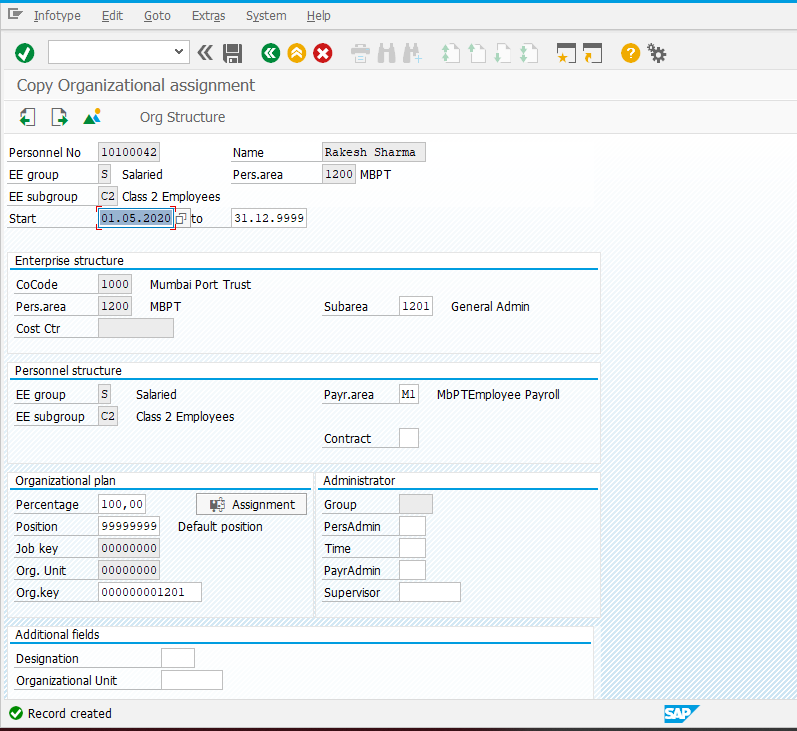 Infotype Edit Goto Extras System Help
Copy Organizational assignment
Org Structure
Personnel No 10100042 Name Rakesh Sharma
EE group S Salaried Pers.area 1200 MBPT
EE subgroup C2 Class 2 Employees
Start 01.05.2020 to 31.12.9999
Enterprise structure
CoCode 1000 Mumbai Port Trust
Pers.area 1200 MBPT Subarea 1201 General Admin
Cost Ctr
Personnel structure
EE group S Salaried Payr.area M1 MbPTEmployee Payroll
EE subgroup C2 Class 2 Employees
Contract
Organizational plan Administrator
Percentage 100,00 Assignment Group
Position 99999999 Default position PersAdmin
Job key 00000000 Time
Org. Unit 00000000 PayrAdmin
Org.key 000000001201 Supervisor
Additional fields
Designation
Organizational Unit
Record created SAP